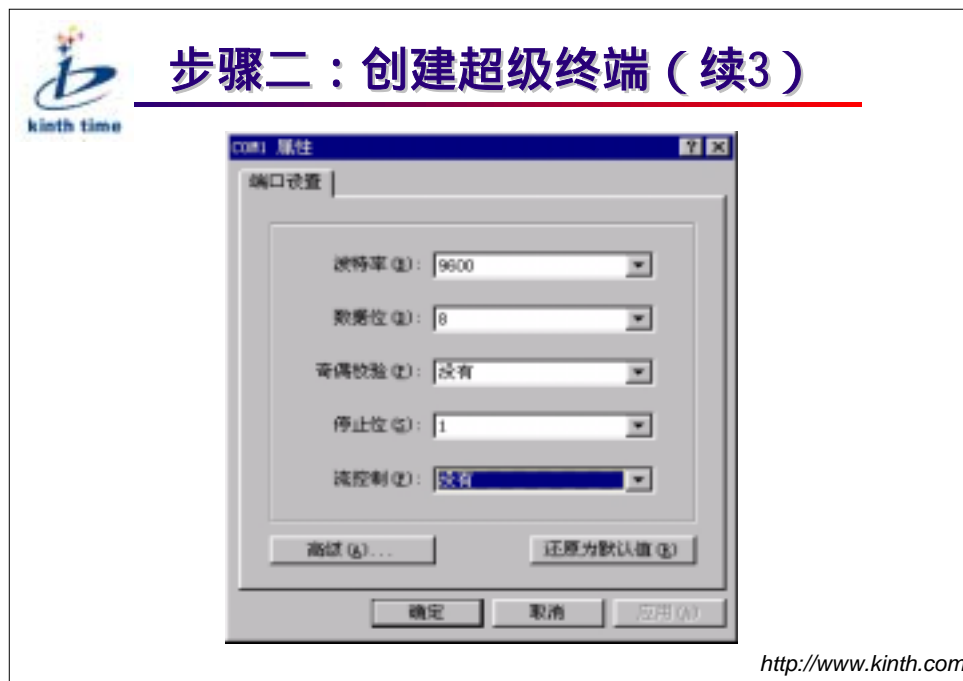 步骤二：创建超级终端（续3）
kinth time
COM1 属性
端口设置
波特率(B): 9600
数据位(D): 8
奇偶校验(P): 没有
停止位(S): 1
流控制(F): 没有
高级(A)...
还原为默认值(R)
确定
取消
应用(A)
http://www.kinth.com